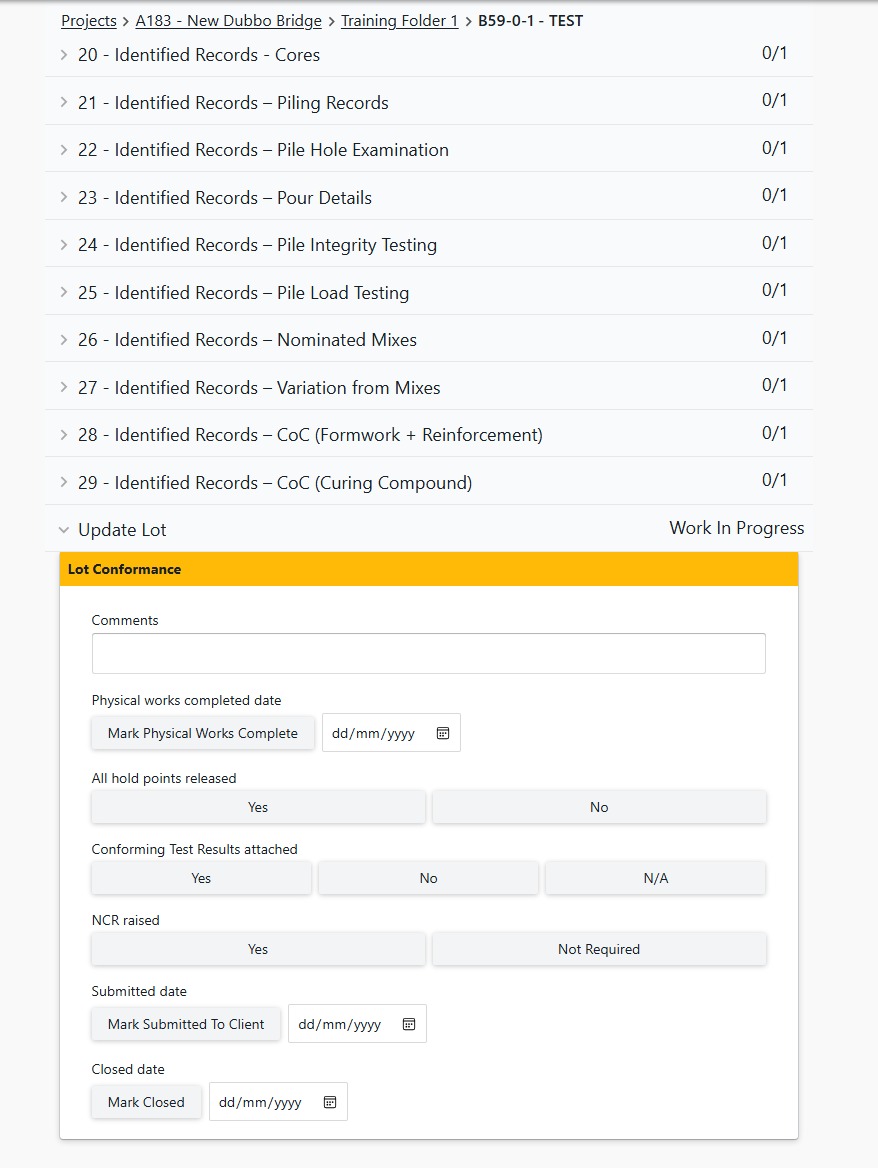 Projects > A183 - New Dubbo Bridge > Training Folder 1 > B59-0-1 - TEST
20 - Identified Records - Cores 0/1
21 - Identified Records – Piling Records 0/1
22 - Identified Records – Pile Hole Examination 0/1
23 - Identified Records – Pour Details 0/1
24 - Identified Records – Pile Integrity Testing 0/1
25 - Identified Records – Pile Load Testing 0/1
26 - Identified Records – Nominated Mixes 0/1
27 - Identified Records – Variation from Mixes 0/1
28 - Identified Records – CoC (Formwork + Reinforcement) 0/1
29 - Identified Records – CoC (Curing Compound) 0/1
Update Lot Work In Progress
Lot Conformance
Comments
Physical works completed date
Mark Physical Works Complete dd/mm/yyyy
All hold points released
Yes No
Conforming Test Results attached
Yes No N/A
NCR raised
Yes Not Required
Submitted date
Mark Submitted To Client dd/mm/yyyy
Closed date
Mark Closed dd/mm/yyyy